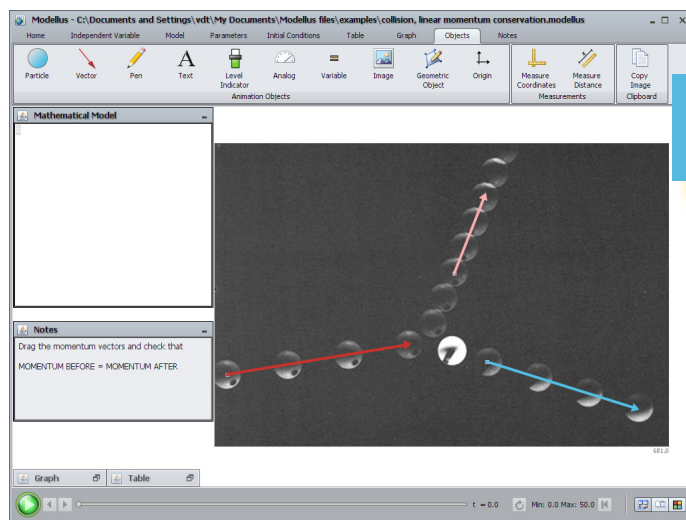 Modellus - C:\Documents and Settings\vdt\My Documents\Modellus files\examples\collision, linear momentum conservation.modellus
Home Independent Variable Model Parameters Initial Conditions Table Graph Objects Notes
Particle Vector Pen Text Level Indicator Analog Variable Image Geometric Object Origin Measure Coordinates Measure Distance Copy Image
Animation Objects Measurements Clipboard
Mathematical Model
Notes
Drag the momentum vectors and check that
MOMENTUM BEFORE = MOMENTUM AFTER
681.0
Graph Table
t = 0.0 Min: 0.0 Max: 50.0